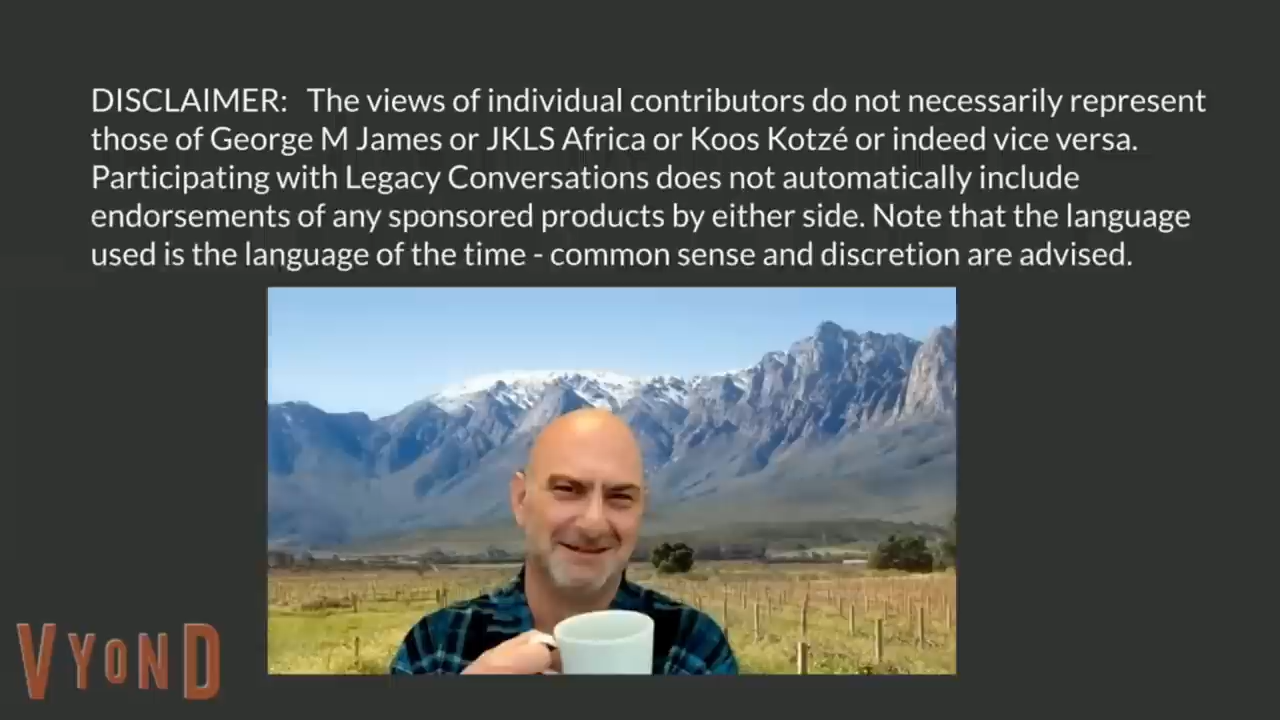 DISCLAIMER: The views of individual contributors do not necessarily represent
those of George M James or JKLS Africa or Koos Kotzé or indeed vice versa.
Participating with Legacy Conversations does not automatically include
endorsements of any sponsored products by either side. Note that the language
used is the language of the time - common sense and discretion are advised.
VYOND